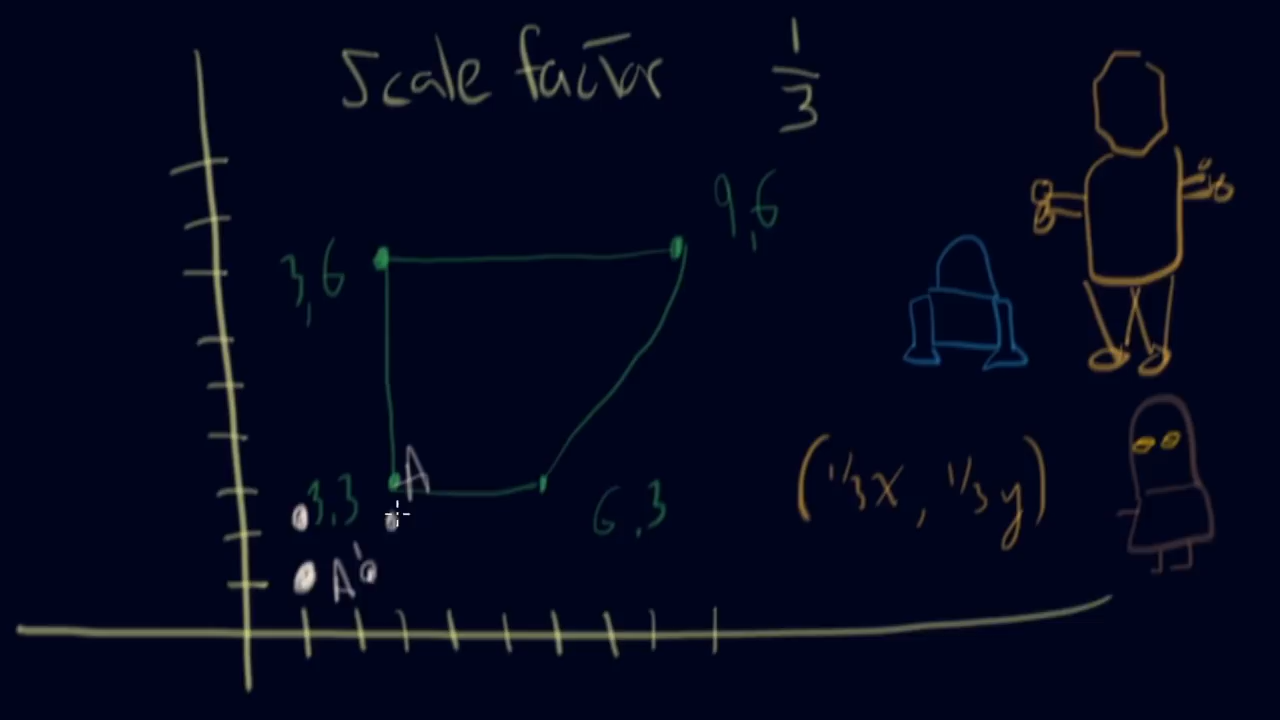 Scale factor 1/3
9,6
3,6
A
3,3
6,3
(1/3x, 1/3y)
A'